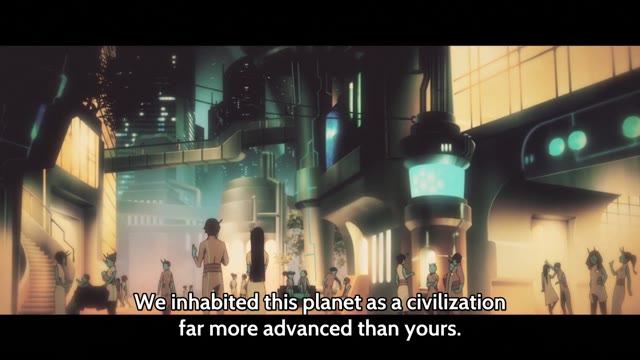 We inhabited this planet as a civilization
far more advanced than yours.